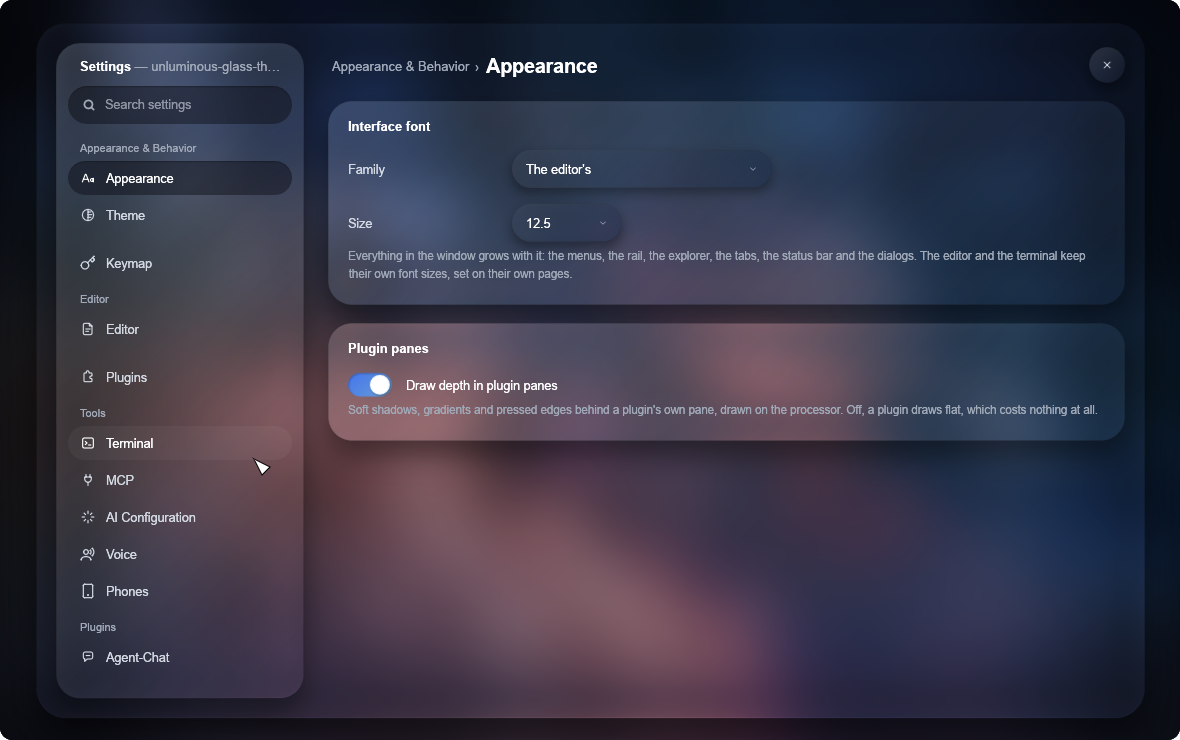 Settings — unluminous-glass-th…
Search settings
Appearance & Behavior
Appearance
Theme
Keymap
Editor
Editor
Plugins
Tools
Terminal
MCP
AI Configuration
Voice
Phones
Plugins
Agent-Chat
Appearance & Behavior › Appearance
Interface font
Family The editor's
Size 12.5
Everything in the window grows with it: the menus, the rail, the explorer, the tabs, the status bar and the dialogs. The editor and the terminal keep
their own font sizes, set on their own pages.
Plugin panes
Draw depth in plugin panes
Soft shadows, gradients and pressed edges behind a plugin's own pane, drawn on the processor. Off, a plugin draws flat, which costs nothing at all.